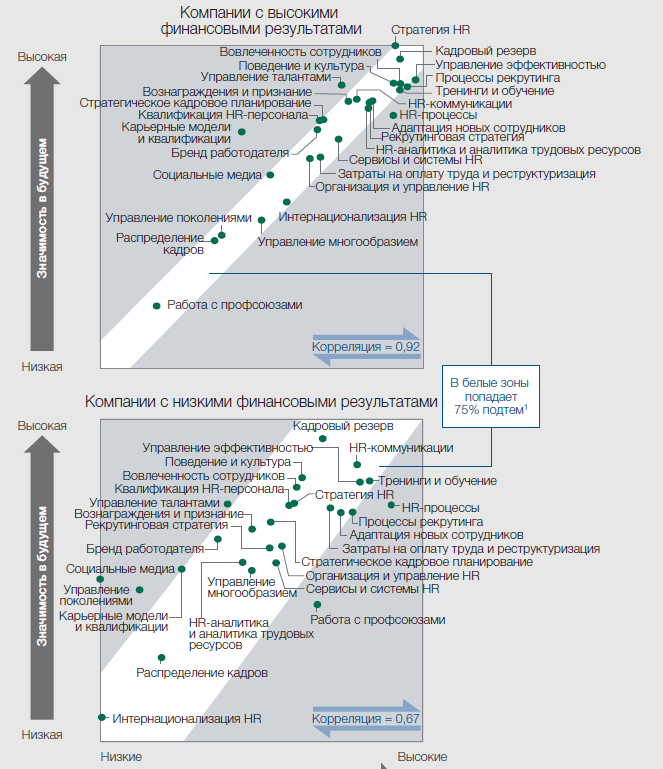 Компании с высокими
финансовыми результатами
Высокая
Значимость в будущем
Низкая
Стратегия HR
Вовлеченность сотрудников
Кадровый резерв
Поведение и культура
Управление эффективностью
Управление талантами
Процессы рекрутинга
Вознаграждения и признание
Тренинги и обучение
Стратегическое кадровое планирование
HR-коммуникации
Квалификация HR-персонала
HR-процессы
Карьерные модели
и квалификации
Адаптация новых сотрудников
Рекрутинговая стратегия
Бренд работодателя
HR-аналитика и аналитика трудовых ресурсов
Сервисы и системы HR
Социальные медиа
Затраты на оплату труда и реструктуризация
Организация и управление HR
Управление поколениями
Интернационализация HR
Распределение
кадров
Управление многообразием
Работа с профсоюзами
Корреляция = 0,92
В белые зоны
попадает
75% подтем¹
Компании с низкими финансовыми результатами
Высокая
Значимость в будущем
Низкая
Кадровый резерв
Управление эффективностью
HR-коммуникации
Поведение и культура
Вовлеченность сотрудников
Тренинги и обучение
Квалификация HR-персонала
Стратегия HR
Управление талантами
HR-процессы
Вознаграждения и признание
Процессы рекрутинга
Рекрутинговая стратегия
Адаптация новых сотрудников
Бренд работодателя
Затраты на оплату труда и реструктуризация
Стратегическое кадровое планирование
Социальные медиа
Организация и управление HR
Управление
многообразием
Сервисы и системы HR
Управление
поколениями
Карьерные модели
и квалификации
HR-аналитика
и аналитика трудовых
ресурсов
Работа с профсоюзами
Распределение кадров
Интернационализация HR
Корреляция = 0,67
Низкие
Высокие